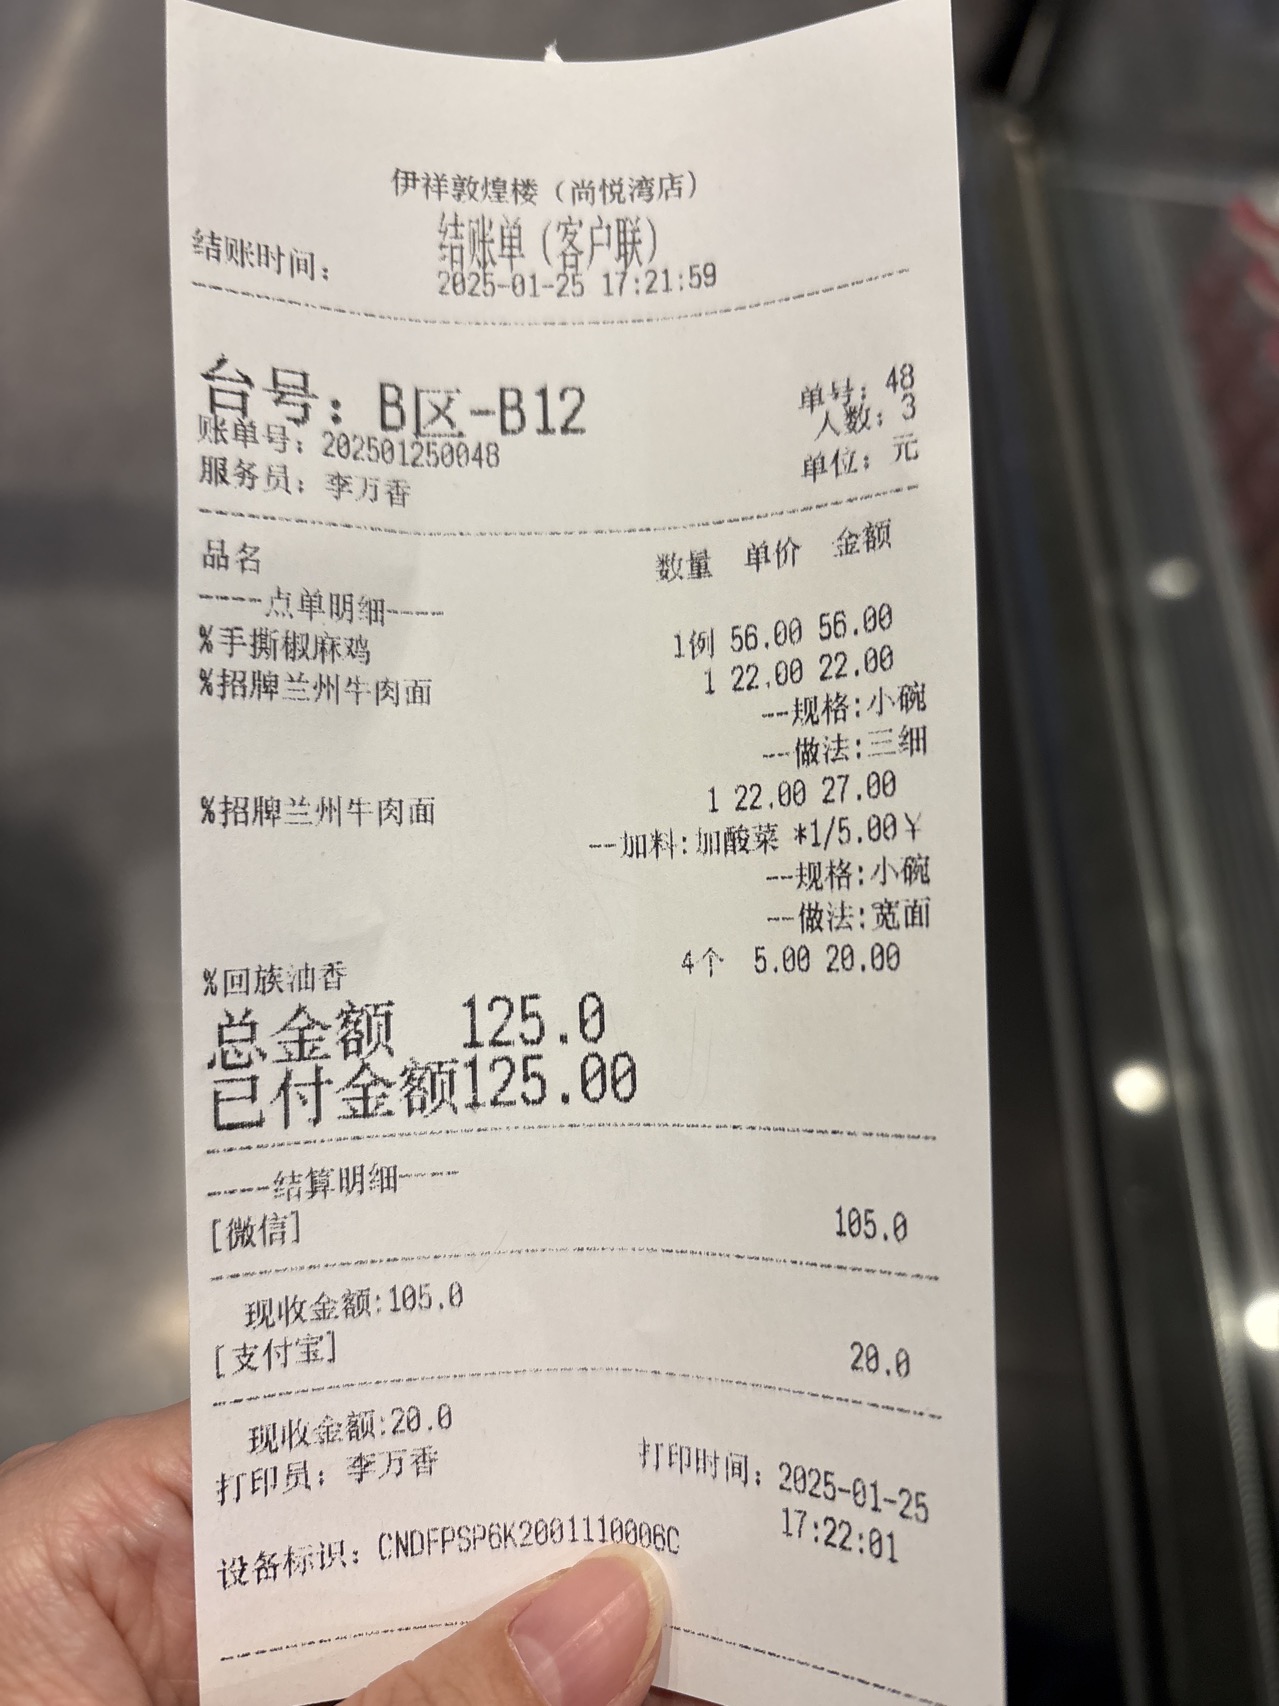 伊祥敦煌楼（尚悦湾店）
结账单（客户联）
结账时间： 2025-01-25 17:21:59
台号：B区-B12 单号：48
人数：3
账单号：202501250048
服务员：李万香 单位：元
品名 数量 单价 金额
----点单明细----
%手撕椒麻鸡 1例 56.00 56.00
%招牌兰州牛肉面 1 22.00 22.00
--规格:小碗
--做法:三细
%招牌兰州牛肉面 1 22.00 27.00
--加料:加酸菜 *1/5.00¥
--规格:小碗
--做法:宽面
%回族油香 4个 5.00 20.00
总金额 125.0
已付金额125.00
----结算明细----
[微信] 105.0
现收金额:105.0
[支付宝] 20.0
现收金额:20.0
打印员：李万香 打印时间：2025-01-25
17:22:01
设备标识：CNDFPSP6K2001110006C